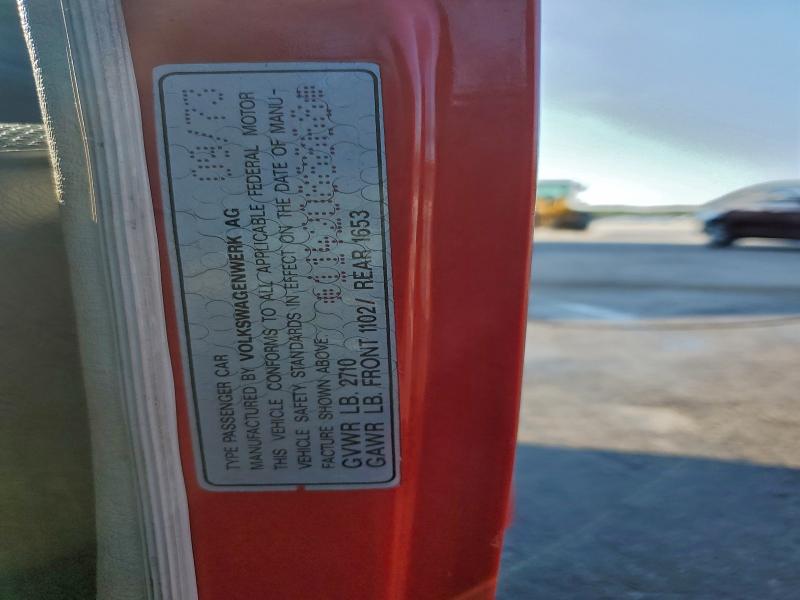 TYPE PASSENGER CAR
MANUFACTURED BY VOLKSWAGENWERK AG
THIS VEHICLE CONFORMS TO ALL APPLICABLE FEDERAL MOTOR
VEHICLE SAFETY STANDARDS IN EFFECT ON THE DATE OF MANU-
FACTURE SHOWN ABOVE
GVWR LB. 2710
GAWR LB. FRONT 1102/ REAR 1653